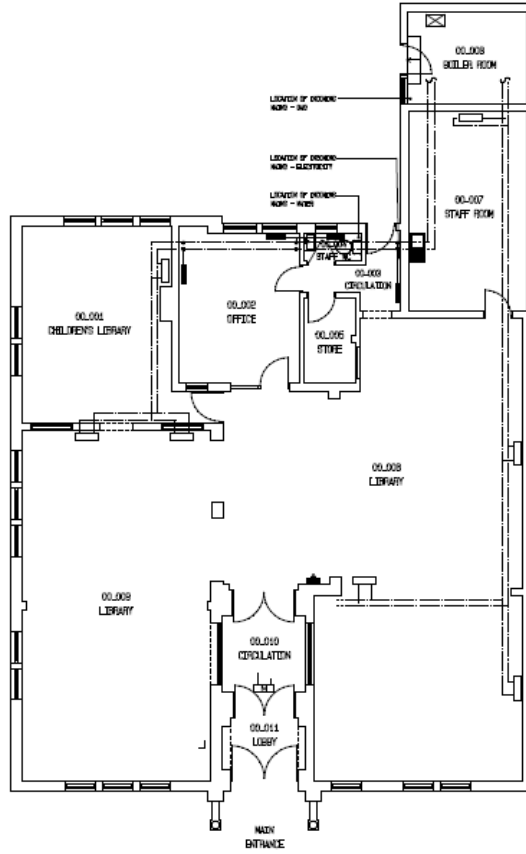 00_008
BOILER ROOM
LOCATION OF INCOMING
MAINS - GAS
LOCATION OF INCOMING
MAINS - ELECTRICITY
LOCATION OF INCOMING
MAINS - WATER
00_007
STAFF ROOM
STAFF WC
00_003
CIRCULATION
00_001
CHILDREN'S LIBRARY
00_002
OFFICE
00_005
STORE
00_008
LIBRARY
00_009
LIBRARY
00_010
CIRCULATION
00_011
LOBBY
MAIN
ENTRANCE